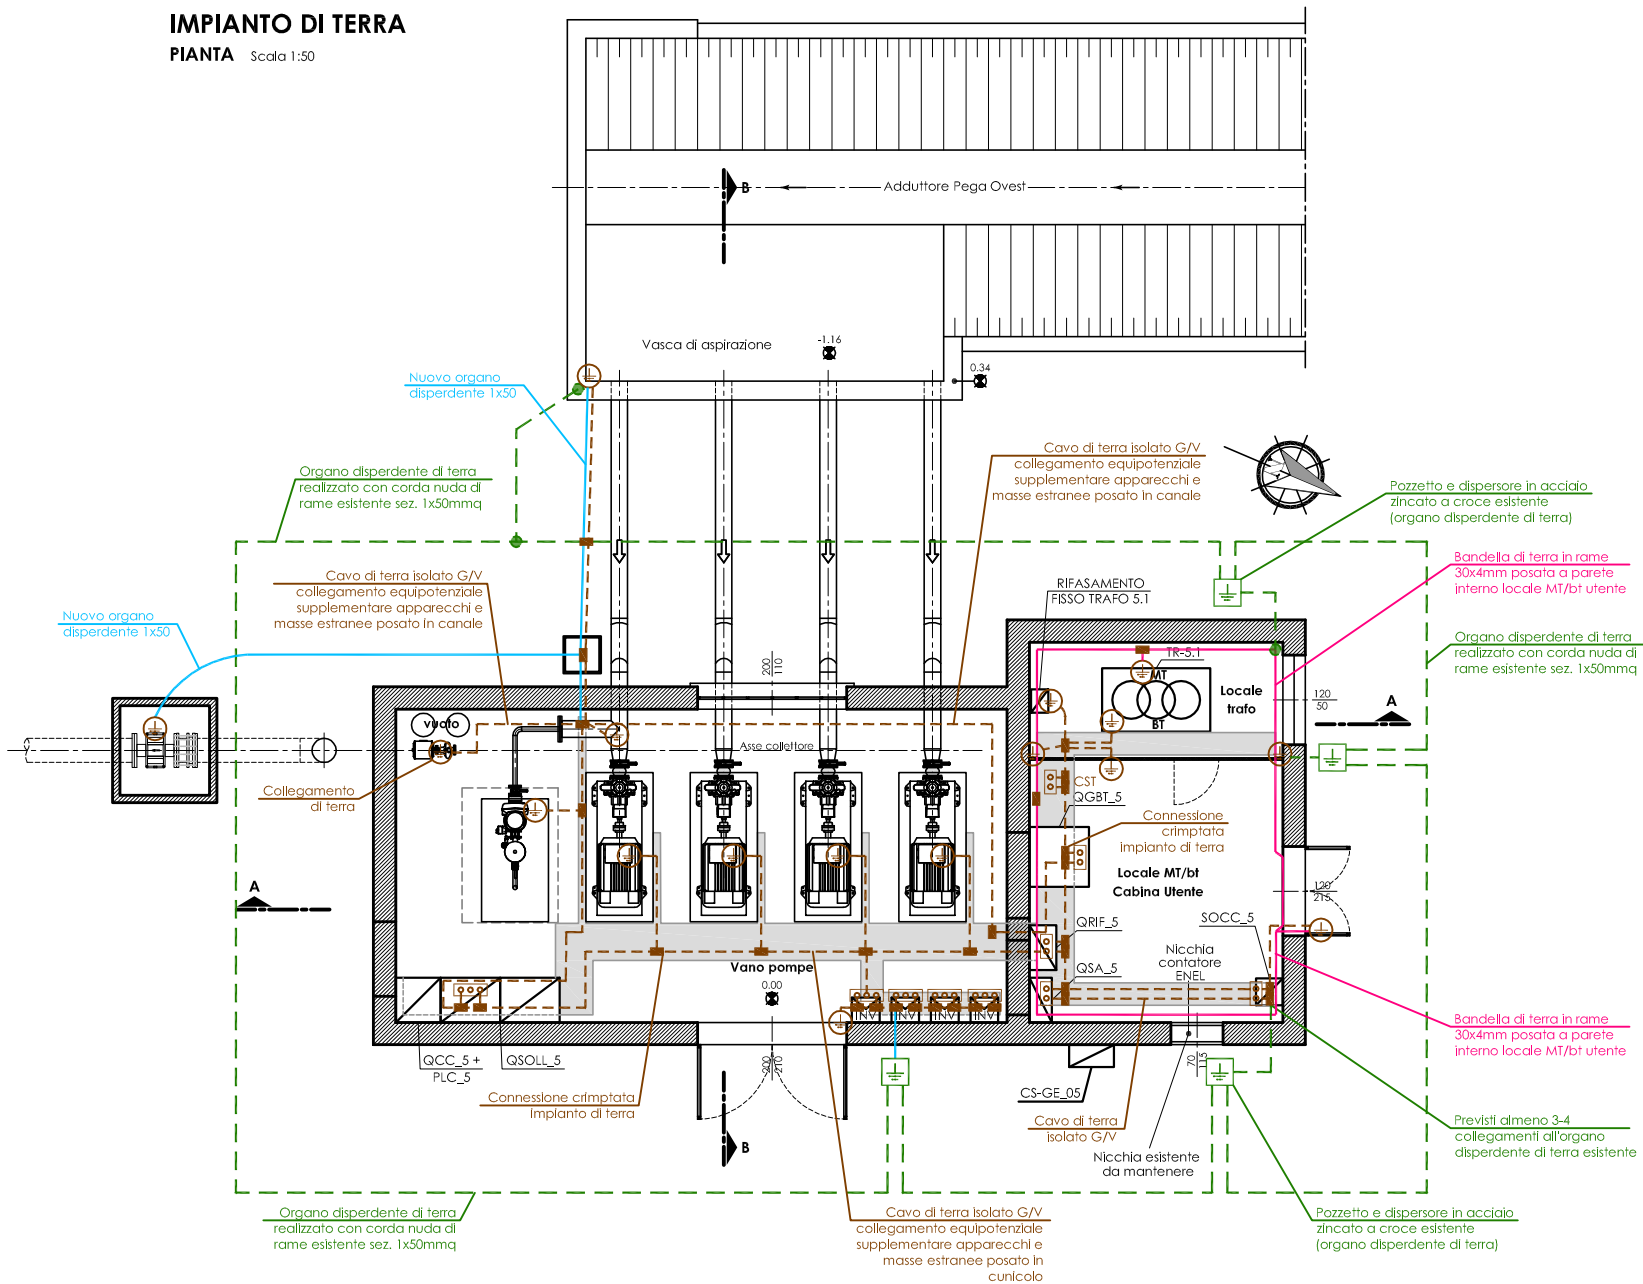 IMPIANTO DI TERRA
PIANTA Scala 1:50
B
Adduttore Pega Ovest
Vasca di aspirazione
-1.16
0.34
Nuovo organo
disperdente 1x50
Organo disperdente di terra
realizzato con corda nuda di
rame esistente sez. 1x50mmq
Cavo di terra isolato G/V
collegamento equipotenziale
supplementare apparecchi e
masse estranee posato in canale
Pozzetto e dispersore in acciaio
zincato a croce esistente
(organo disperdente di terra)
Bandella di terra in rame
30x4mm posata a parete
interno locale MT/bt utente
Cavo di terra isolato G/V
collegamento equipotenziale
supplementare apparecchi e
masse estranee posato in canale
RIFASAMENTO
FISSO TRAFO 5.1
Nuovo organo
disperdente 1x50
Organo disperdente di terra
realizzato con corda nuda di
rame esistente sez. 1x50mmq
200
110
TR-5.1
MT
BT
Locale
trafo
120
50
A
vuoto
Asse collettore
Collegamento
di terra
CST
QGBT_5
Connessione
crimptata
impianto di terra
Locale MT/bt
Cabina Utente
120
215
A
QRIF_5
SOCC_5
Nicchia
contatore
ENEL
QSA_5
Vano pompe
0.00
INV
INV
INV
INV
Bandella di terra in rame
30x4mm posata a parete
interno locale MT/bt utente
QCC_5 +
PLC_5
QSOLL_5
200
210
70
115
CS-GE_05
Connessione crimptata
impianto di terra
Cavo di terra
isolato G/V
Previsti almeno 3-4
collegamenti all'organo
disperdente di terra esistente
B
Nicchia esistente
da mantenere
Organo disperdente di terra
realizzato con corda nuda di
rame esistente sez. 1x50mmq
Cavo di terra isolato G/V
collegamento equipotenziale
supplementare apparecchi e
masse estranee posato in
cunicolo
Pozzetto e dispersore in acciaio
zincato a croce esistente
(organo disperdente di terra)